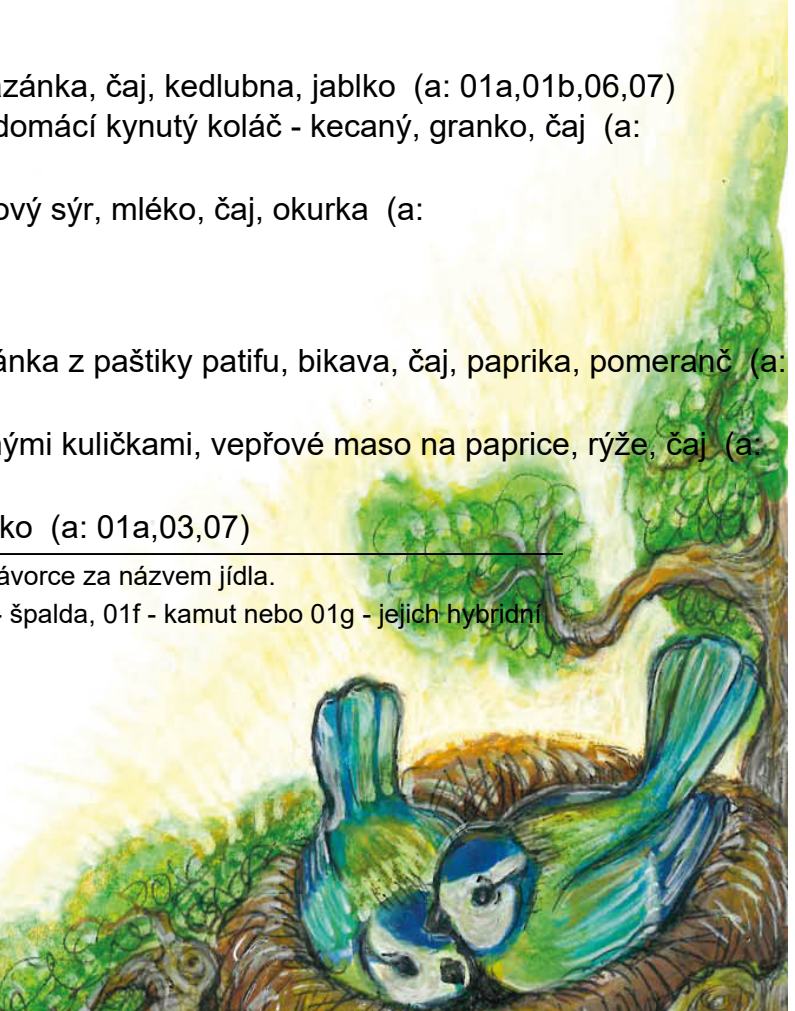 zánka, čaj, kedlubna, jablko (a: 01a,01b,06,07)
domácí kynutý koláč - kecaný, granko, čaj (a:
ový sýr, mléko, čaj, okurka (a:
ánka z paštiky patifu, bikava, čaj, paprika, pomeranč (a:
nými kuličkami, vepřové maso na paprice, rýže, čaj (a:
ko (a: 01a,03,07)
ávorce za názvem jídla.
- špalda, 01f - kamut nebo 01g - jejich hybridní